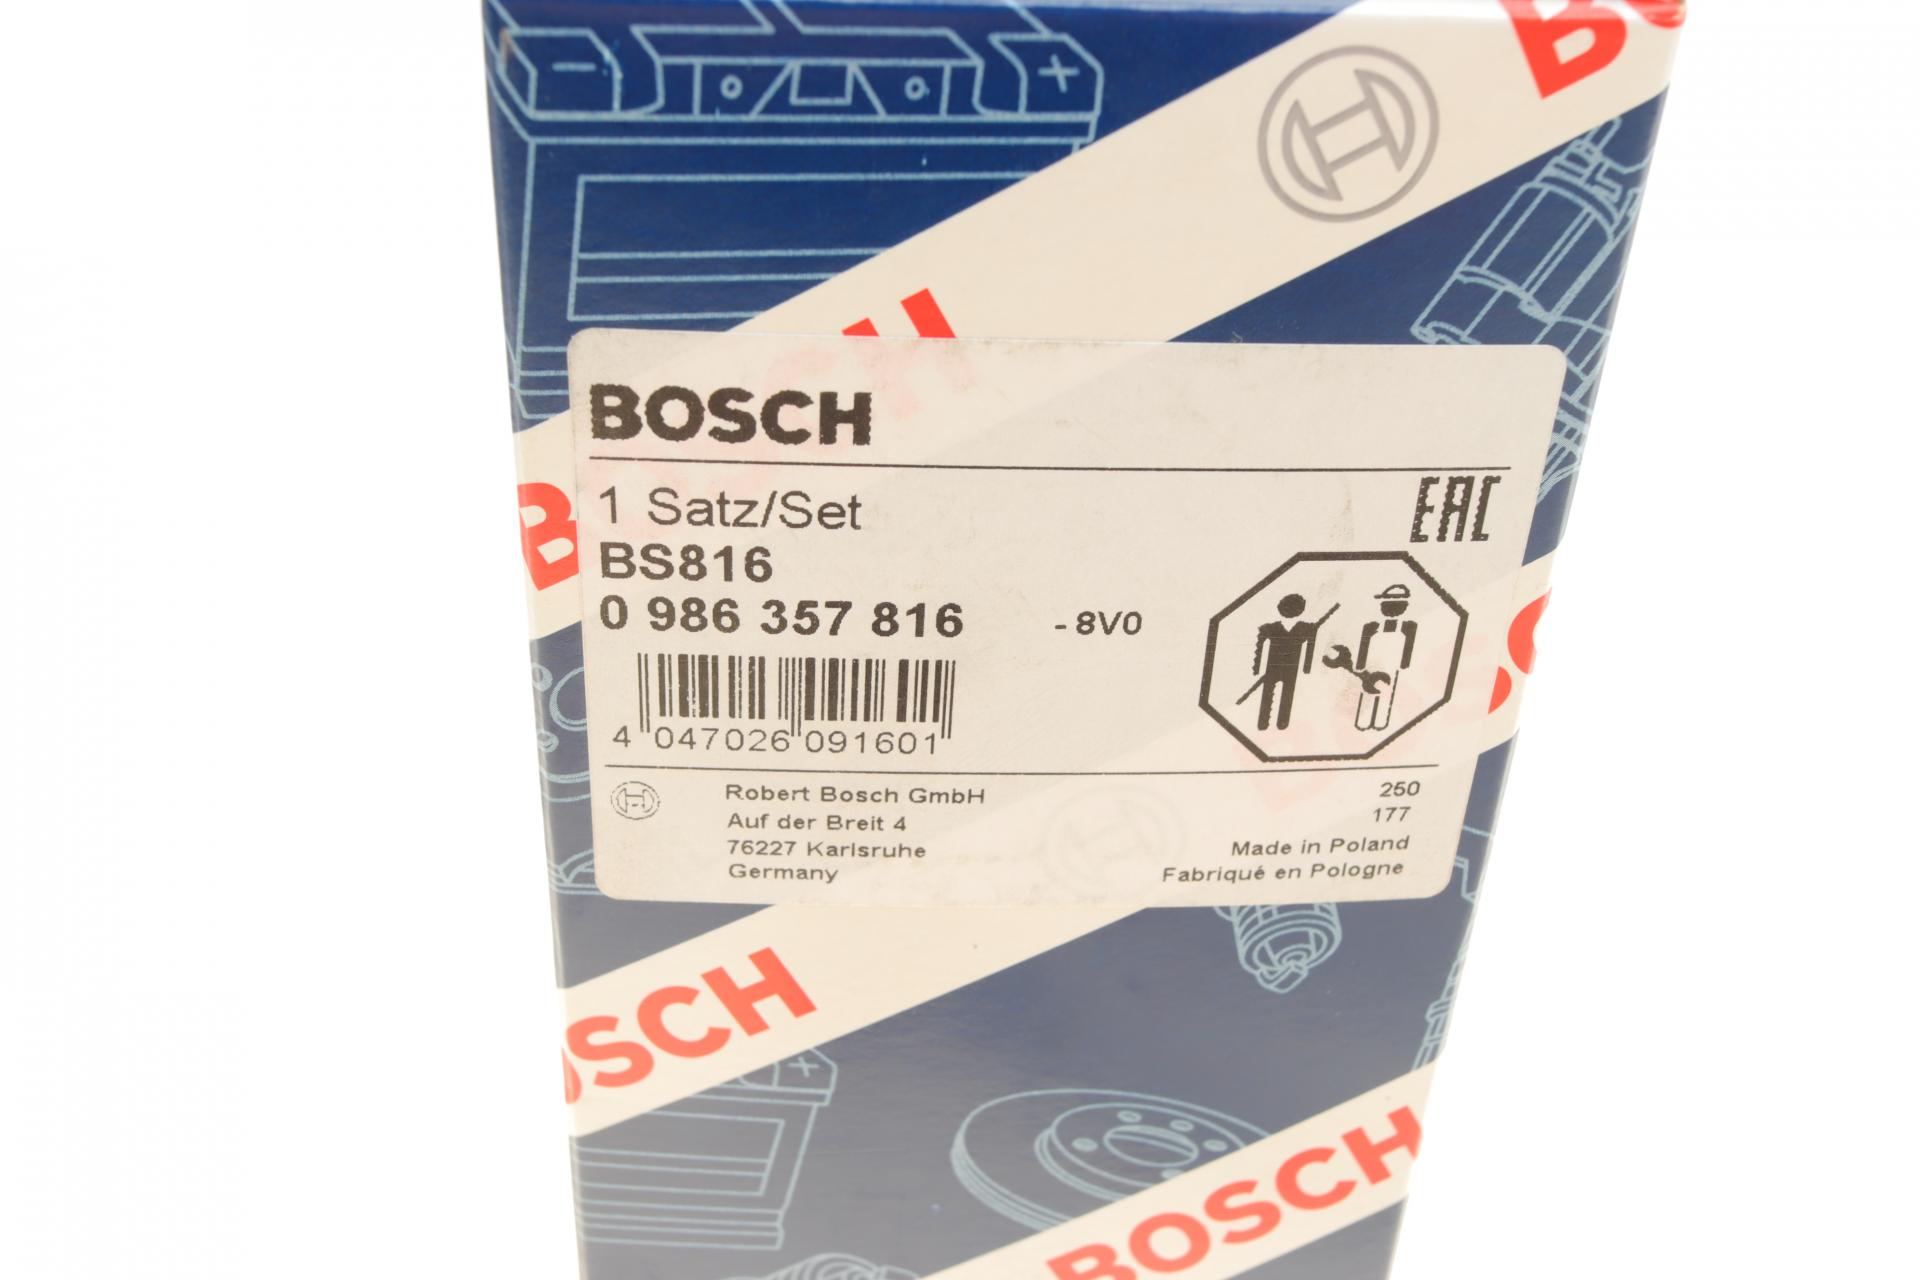 BOSCH
BOSCH
1 Satz/Set
EAC
BS816
0 986 357 816 - 8V0
4 047026 091601
Robert Bosch GmbH
Auf der Breit 4
76227 Karlsruhe
Germany
250
177
Made in Poland
Fabriqué en Pologne
BOSCH
BOSCH